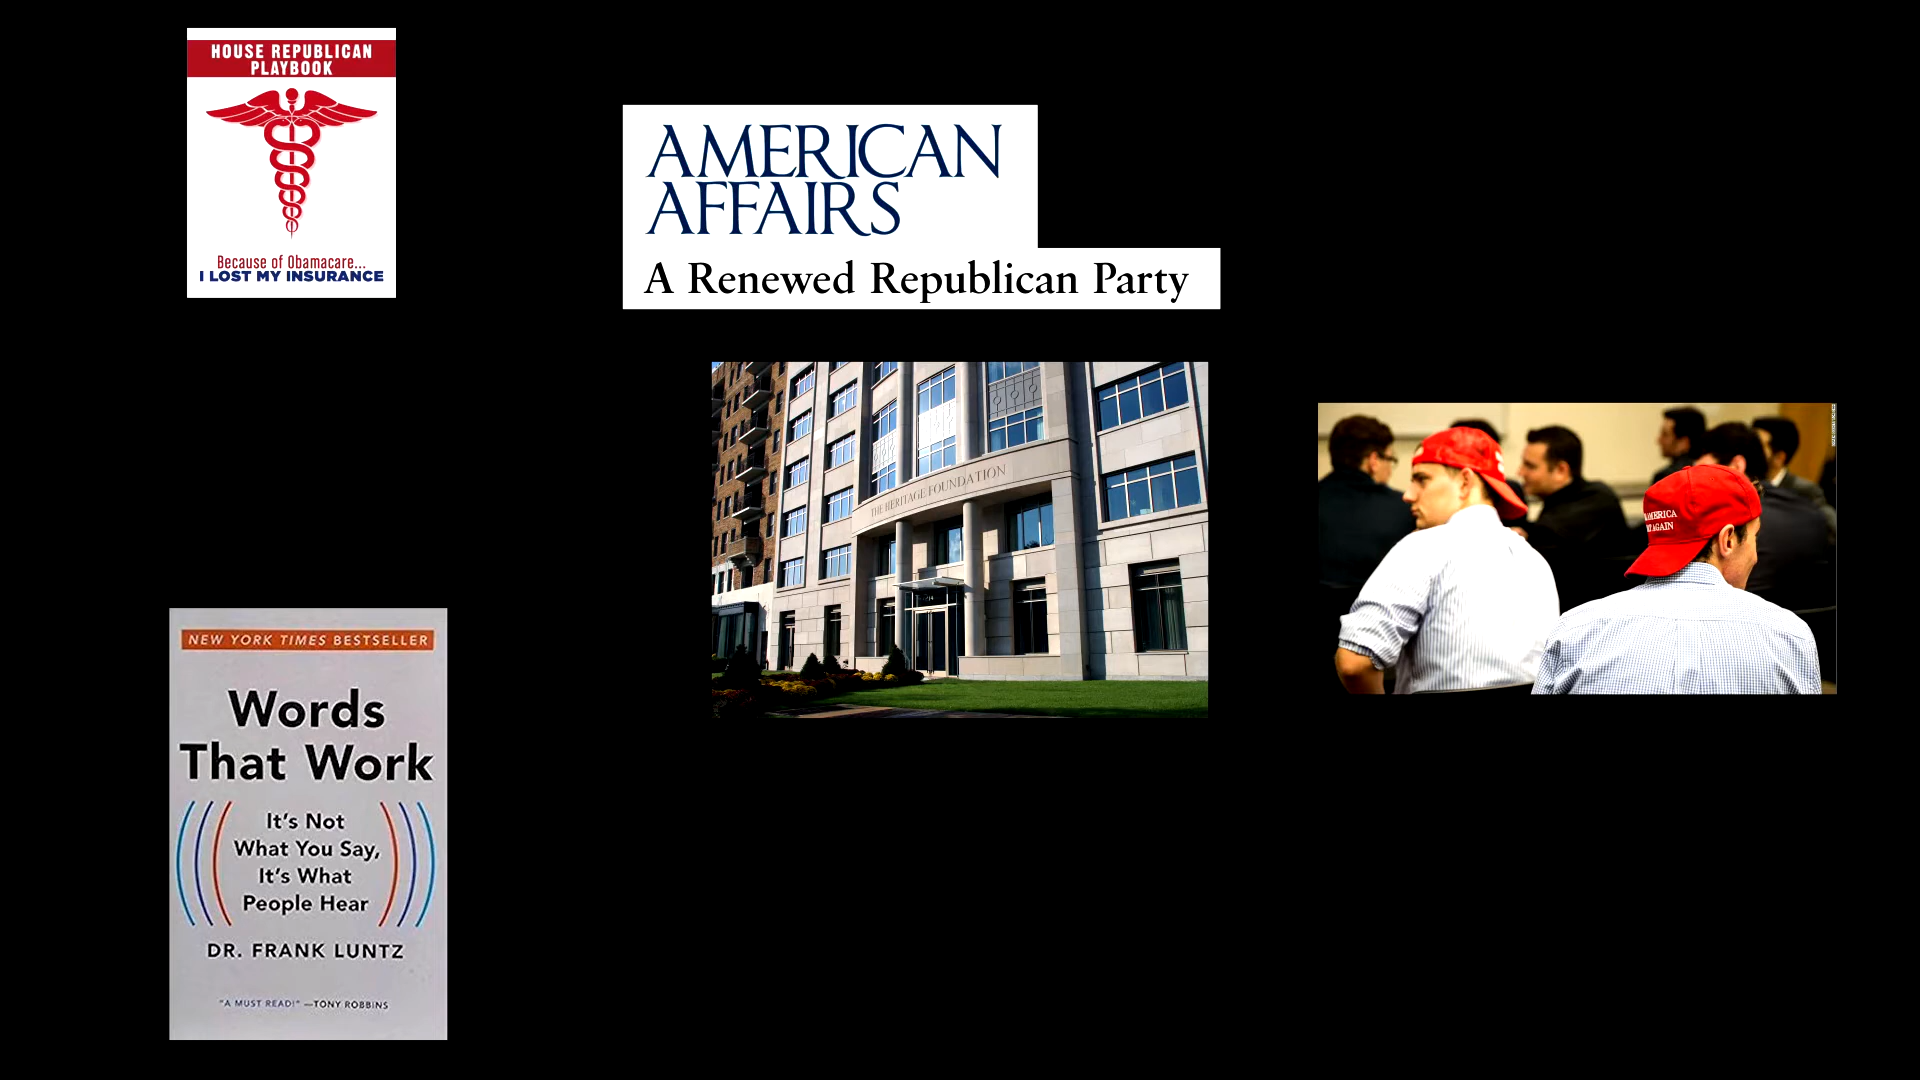 HOUSE REPUBLICAN
PLAYBOOK
Because of Obamacare...
I LOST MY INSURANCE
AMERICAN
AFFAIRS
A Renewed Republican Party
THE HERITAGE FOUNDATION
AMERICA
AGAIN
NEW YORK TIMES BESTSELLER
Words
That Work
It's Not
What You Say,
It's What
People Hear
DR. FRANK LUNTZ
"A MUST READ!" —TONY ROBBINS